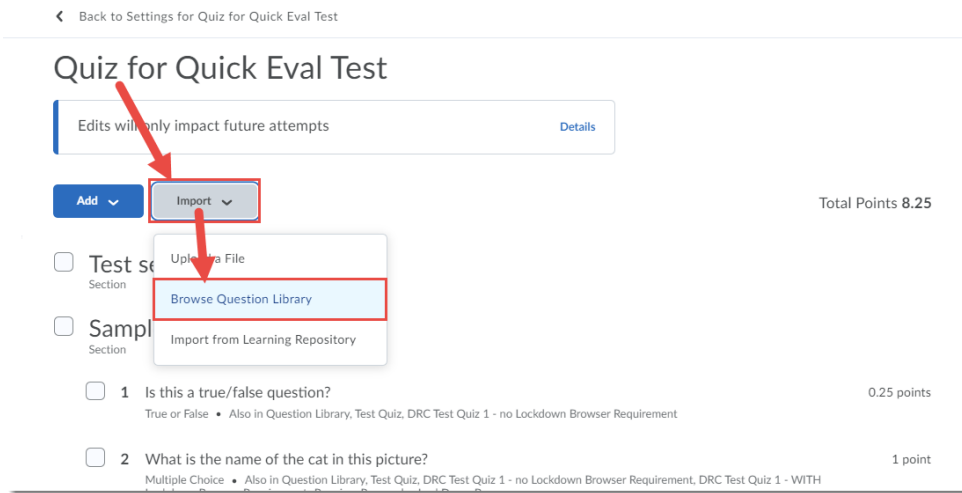 Back to Settings for Quiz for Quick Eval Test
Quiz for Quick Eval Test
Edits will only impact future attempts Details
Add Import Total Points 8.25
Upload a File
Test se
Section
Browse Question Library
Sampl
Import from Learning Repository
Section
1 Is this a true/false question? 0.25 points
True or False • Also in Question Library, Test Quiz, DRC Test Quiz 1 - no Lockdown Browser Requirement
2 What is the name of the cat in this picture? 1 point
Multiple Choice • Also in Question Library, Test Quiz, DRC Test Quiz 1 - no Lockdown Browser Requirement, DRC Test Quiz 1 - WITH